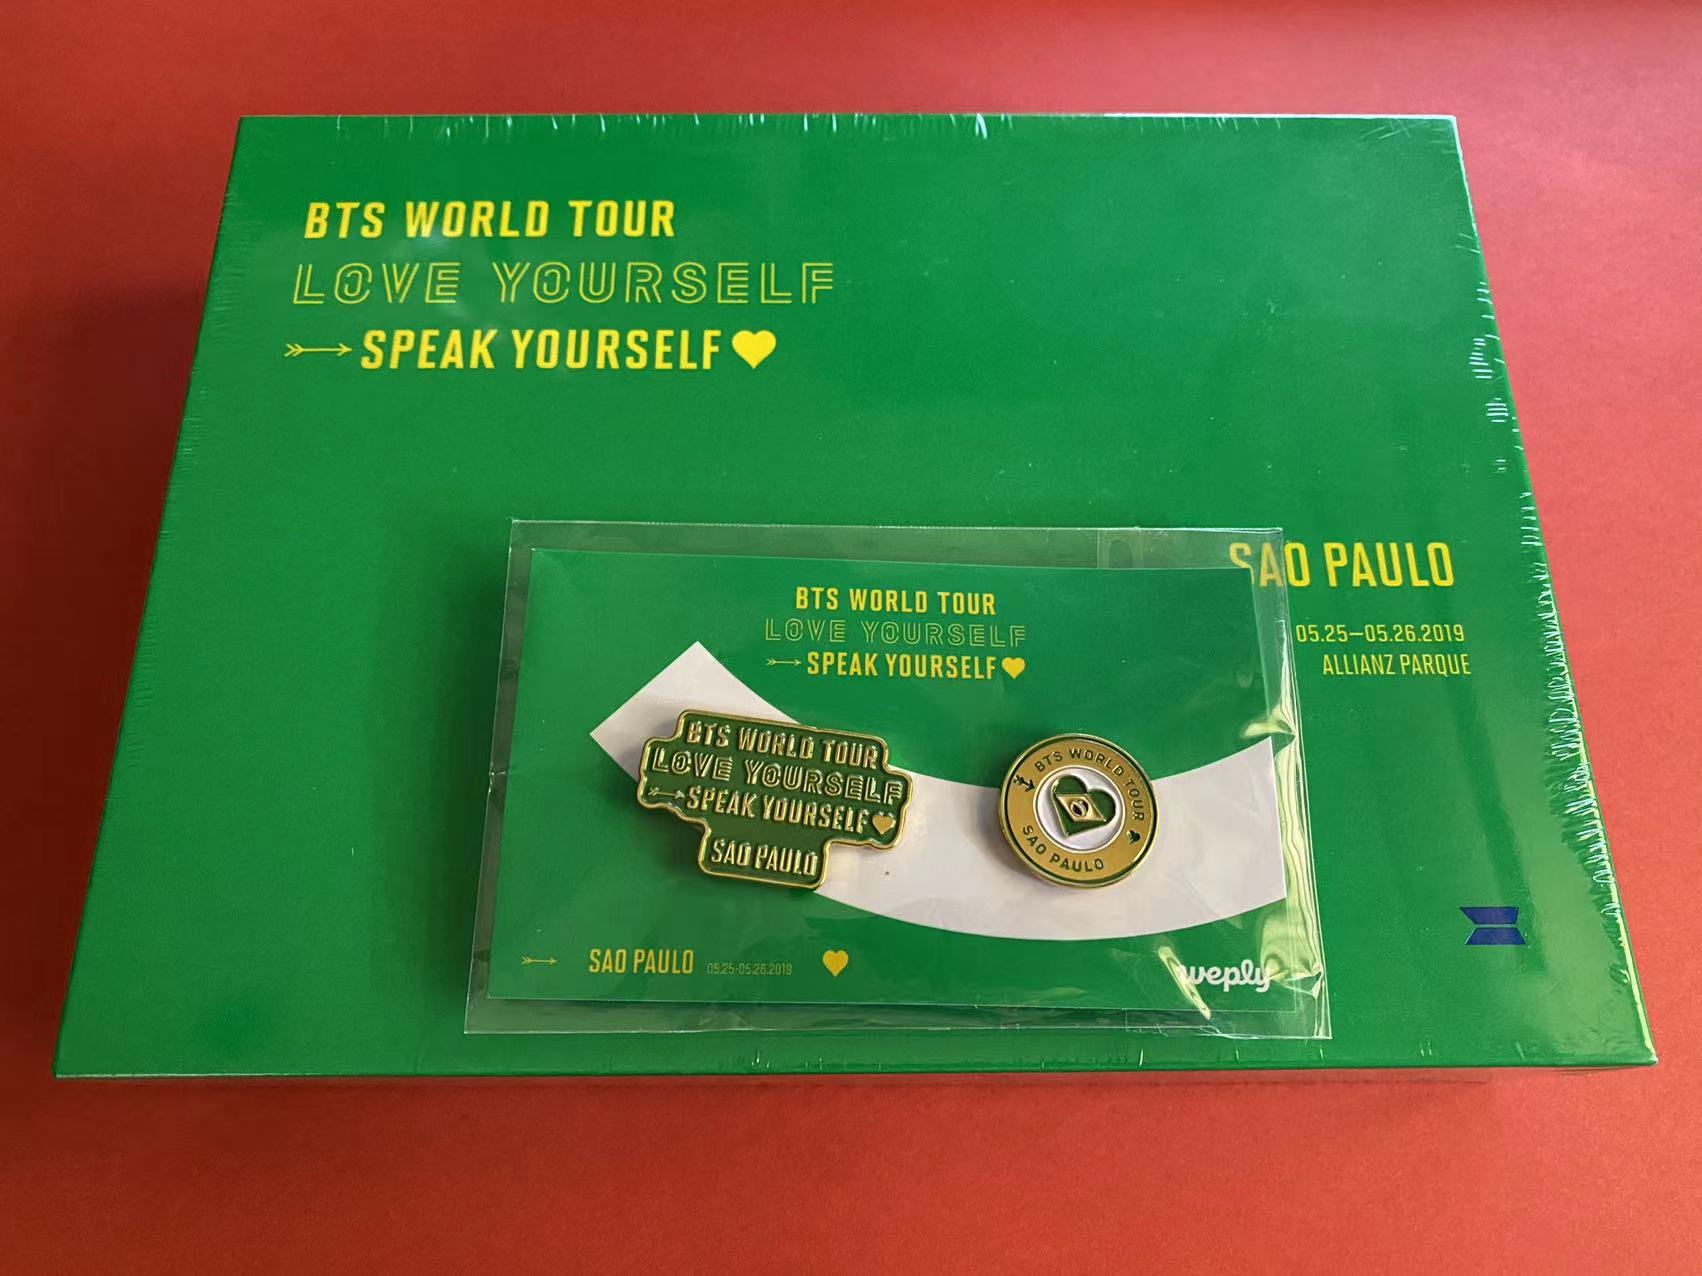 BTS WORLD TOUR
LOVE YOURSELF
SPEAK YOURSELF
SAO PAULO
05.25–05.26.2019
ALLIANZ PARQUE
BTS WORLD TOUR
LOVE YOURSELF
SPEAK YOURSELF
BTS WORLD TOUR
LOVE YOURSELF
SPEAK YOURSELF
SAO PAULO
BTS WORLD TOUR
SAO PAULO
SAO PAULO 05.25-05.26.2019
weply